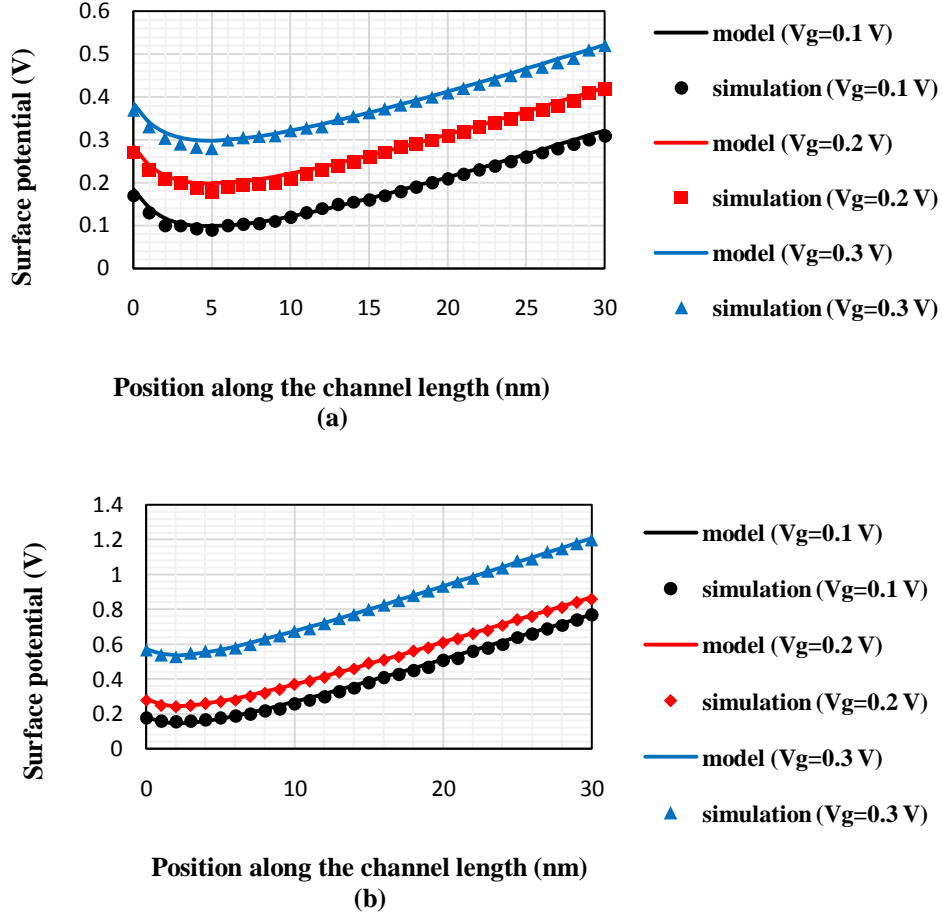 Surface potential (V)
0.6
0.5
0.4
0.3
0.2
0.1
0
0 5 10 15 20 25 30
Position along the channel length (nm)
(a)
model (Vg=0.1 V)
simulation (Vg=0.1 V)
model (Vg=0.2 V)
simulation (Vg=0.2 V)
model (Vg=0.3 V)
simulation (Vg=0.3 V)
Surface potential (V)
1.4
1.2
1
0.8
0.6
0.4
0.2
0
0 10 20 30
Position along the channel length (nm)
(b)
model (Vg=0.1 V)
simulation (Vg=0.1 V)
model (Vg=0.2 V)
simulation (Vg=0.2 V)
model (Vg=0.3 V)
simulation (Vg=0.3 V)